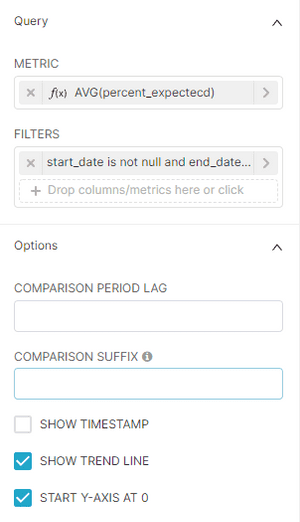 Query
METRIC
f(x) AVG(percent_expectecd)
FILTERS
start_date is not null and end_date...
+ Drop columns/metrics here or click
Options
COMPARISON PERIOD LAG
COMPARISON SUFFIX
SHOW TIMESTAMP
SHOW TREND LINE
START Y-AXIS AT 0